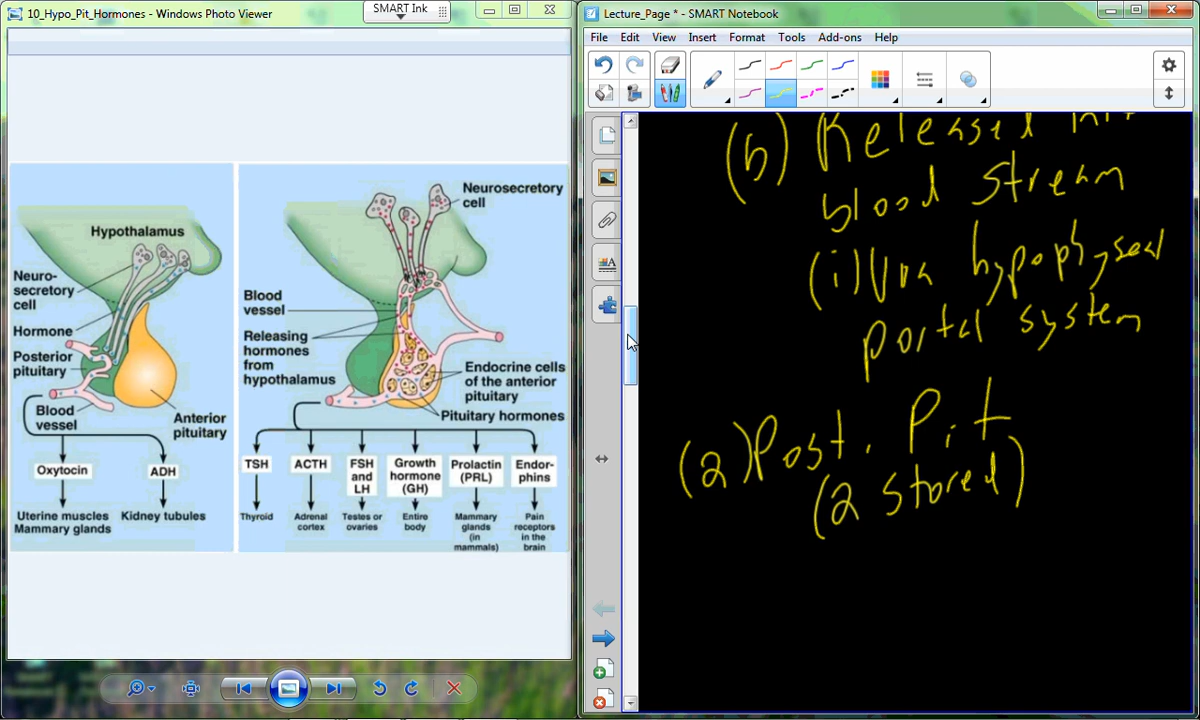 10_Hypo_Pit_Hormones - Windows Photo Viewer
SMART Ink
Hypothalamus
Neuro-
secretory
cell
Hormone
Posterior
pituitary
Blood
vessel
Anterior
pituitary
Oxytocin
ADH
Uterine muscles
Mammary glands
Kidney tubules
Neurosecretory
cell
Blood
vessel
Releasing
hormones
from
hypothalamus
Endocrine cells
of the anterior
pituitary
Pituitary hormones
TSH
ACTH
FSH
and
LH
Growth
hormone
(GH)
Prolactin
(PRL)
Endor-
phins
Thyroid
Adrenal
cortex
Testes or
ovaries
Entire
body
Mammary
glands
(in
mammals)
Pain
receptors
in the
brain
Lecture_Page * - SMART Notebook
File Edit View Insert Format Tools Add-ons Help
(b) Released
blood stream
(i) Via hypophyseal
portal system
(2) Post. Pit
(2 stored)